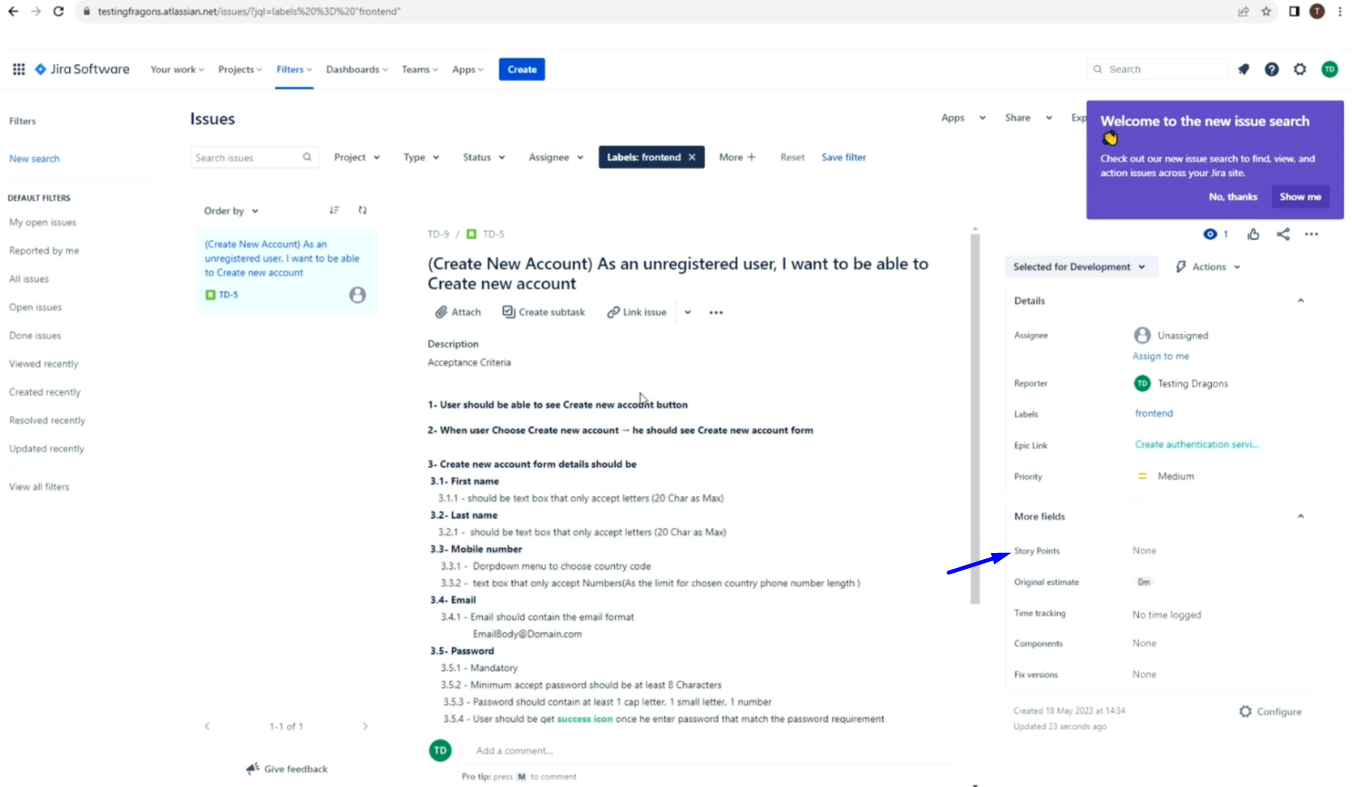 testingfragons.atlassian.net/issues/?jql=labels%20%3D%20"frontend"
T
Jira Software
Your work
Projects
Filters
Dashboards
Teams
Apps
Create
Search
TD
Filters
New search
DEFAULT FILTERS
My open issues
Reported by me
All issues
Open issues
Done issues
Viewed recently
Created recently
Resolved recently
Updated recently
View all filters
Issues
Apps
Share
Exp
Search issues
Project
Type
Status
Assignee
Labels: frontend ×
More +
Reset
Save filter
Welcome to the new issue search
Check out our new issue search to find, view, and
action issues across your Jira site.
No, thanks
Show me
Order by
(Create New Account) As an
unregistered user, I want to be able
to Create new account
TD-5
1-1 of 1
Give feedback
TD-9 / TD-5
(Create New Account) As an unregistered user, I want to be able to
Create new account
Attach
Create subtask
Link issue
Description
Acceptance Criteria
1- User should be able to see Create new account button
2- When user Choose Create new account → he should see Create new account form
3- Create new account form details should be
3.1- First name
3.1.1 - should be text box that only accept letters (20 Char as Max)
3.2- Last name
3.2.1 - should be text box that only accept letters (20 Char as Max)
3.3- Mobile number
3.3.1 - Dorpdown menu to choose country code
3.3.2 - text box that only accept Numbers(As the limit for chosen country phone number length )
3.4- Email
3.4.1 - Email should contain the email format
EmailBody@Domain.com
3.5- Password
3.5.1 - Mandatory
3.5.2 - Minimum accept password should be at least 8 Characters
3.5.3 - Password should contain at least 1 cap letter, 1 small letter, 1 number
3.5.4 - User should be get success icon once he enter password that match the password requirement
TD
Add a comment...
Pro tip: press M to comment
1
Selected for Development
Actions
Details
Assignee
Unassigned
Assign to me
Reporter
TD Testing Dragons
Labels
frontend
Epic Link
Create authentication servi...
Priority
Medium
More fields
Story Points
None
Original estimate
0m
Time tracking
No time logged
Components
None
Fix versions
None
Created 18 May 2023 at 14:34
Updated 23 seconds ago
Configure